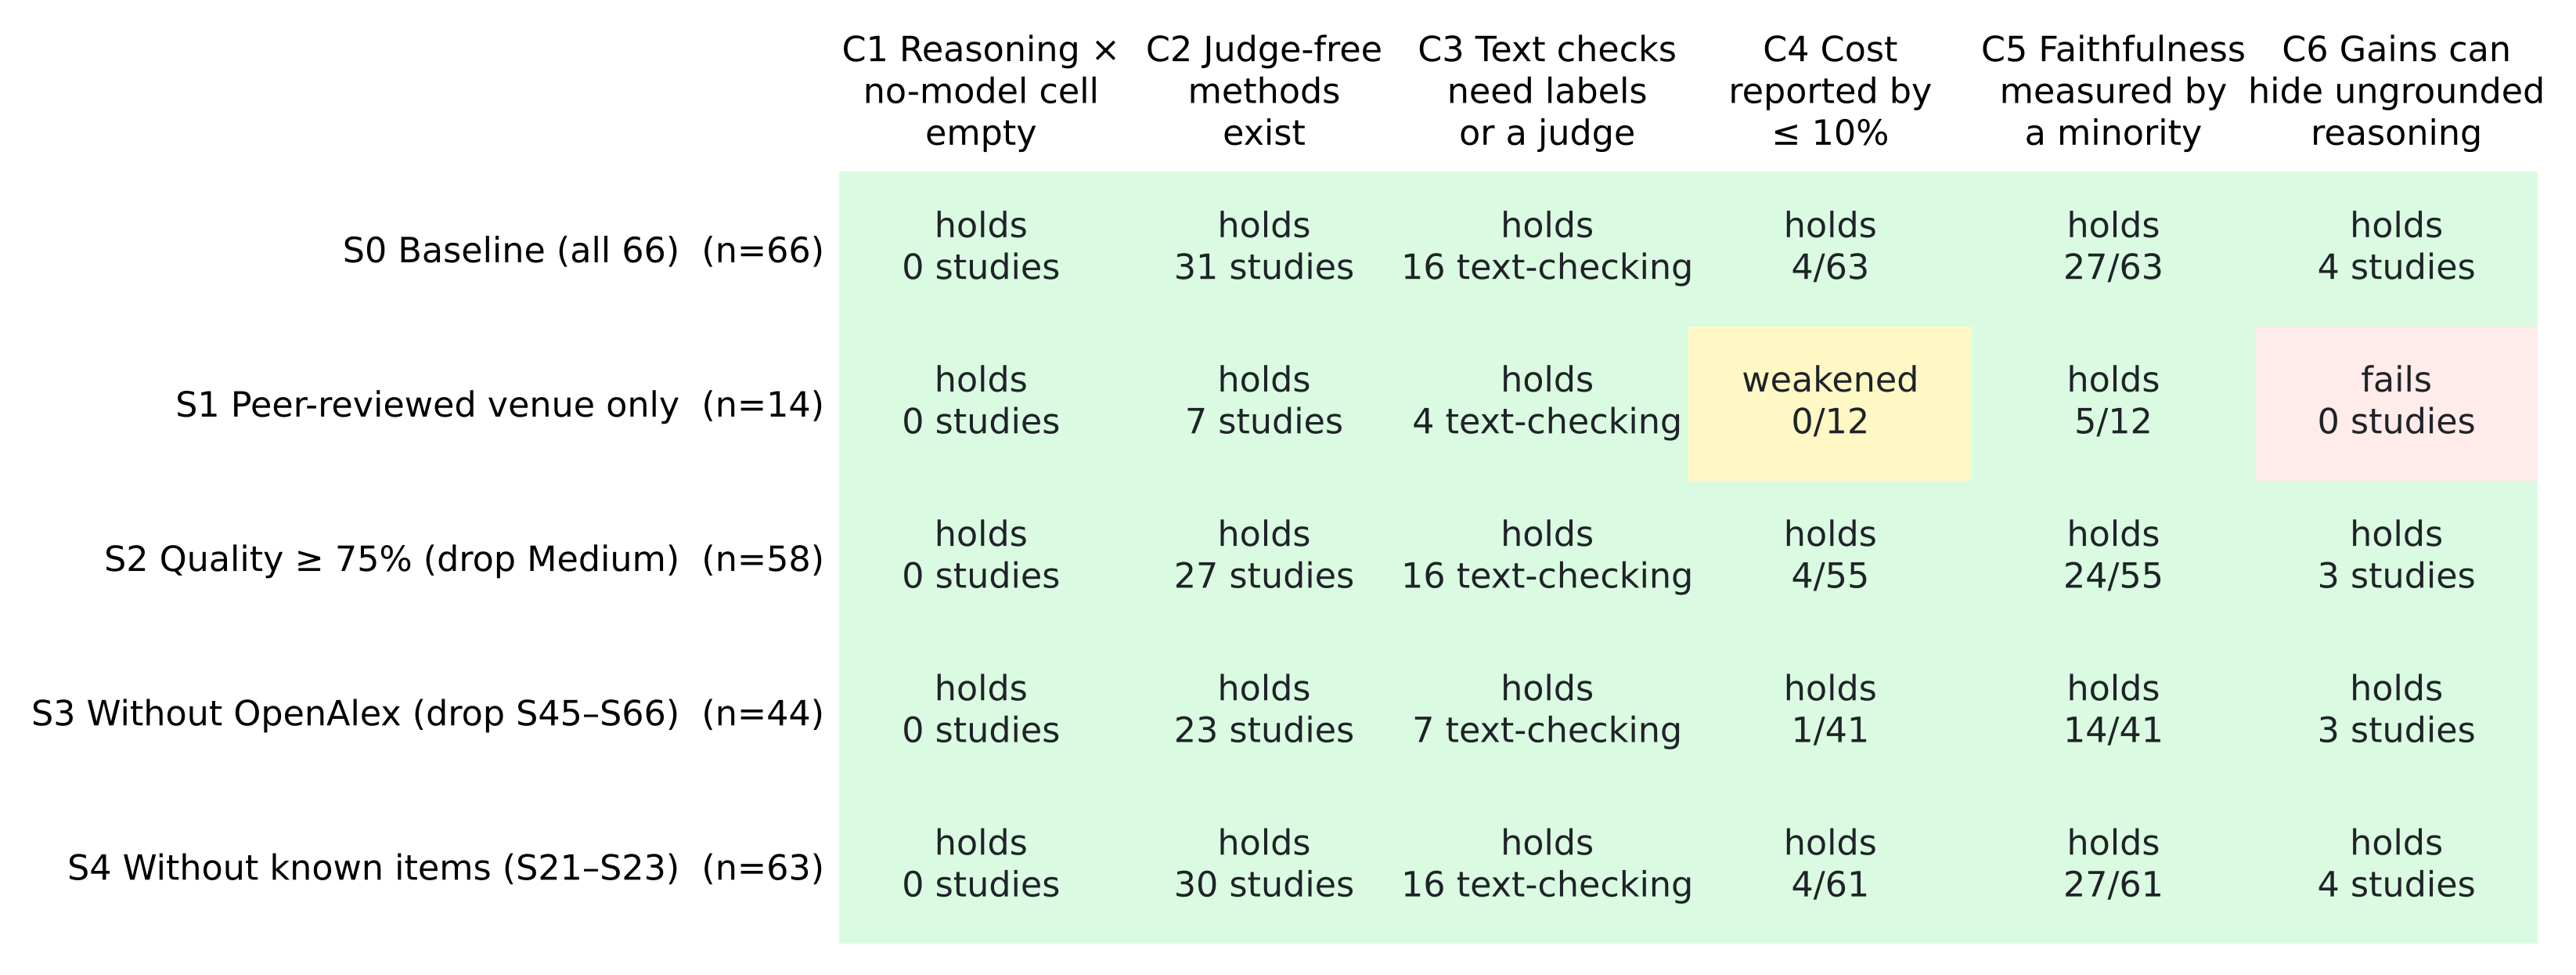 C1 Reasoning × no-model cell empty
C2 Judge-free methods exist
C3 Text checks need labels or a judge
C4 Cost reported by ≤ 10%
C5 Faithfulness measured by a minority
C6 Gains can hide ungrounded reasoning
S0 Baseline (all 66) (n=66)
holds 0 studies
holds 31 studies
holds 16 text-checking
holds 4/63
holds 27/63
holds 4 studies
S1 Peer-reviewed venue only (n=14)
holds 0 studies
holds 7 studies
holds 4 text-checking
weakened 0/12
holds 5/12
fails 0 studies
S2 Quality ≥ 75% (drop Medium) (n=58)
holds 0 studies
holds 27 studies
holds 16 text-checking
holds 4/55
holds 24/55
holds 3 studies
S3 Without OpenAlex (drop S45–S66) (n=44)
holds 0 studies
holds 23 studies
holds 7 text-checking
holds 1/41
holds 14/41
holds 3 studies
S4 Without known items (S21–S23) (n=63)
holds 0 studies
holds 30 studies
holds 16 text-checking
holds 4/61
holds 27/61
holds 4 studies